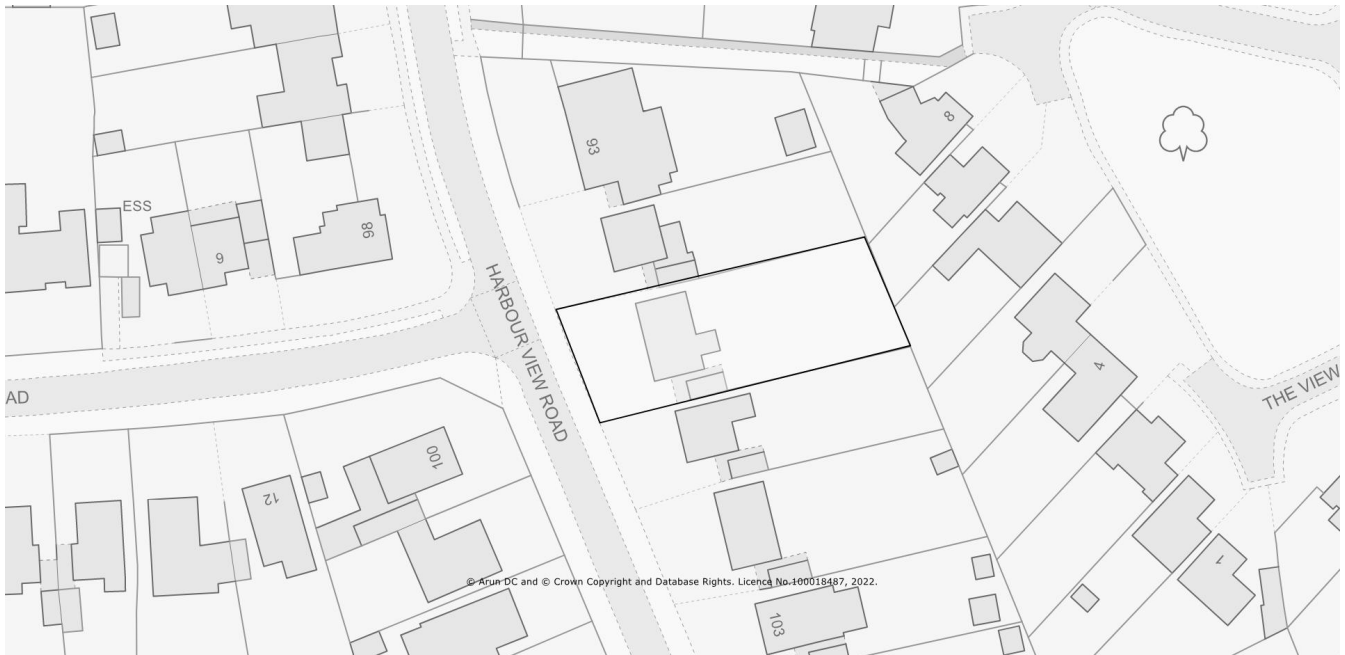 93
8
ESS
86
6
HARBOUR VIEW ROAD
4
AD
THE VIEW
100
12
1
© Arun DC and © Crown Copyright and Database Rights. Licence No.100018487, 2022.
103